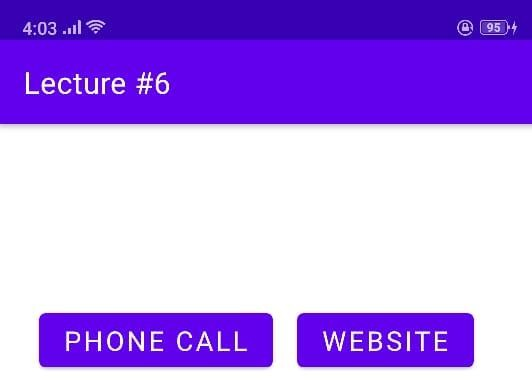 4:03 95
Lecture #6
PHONE CALL WEBSITE